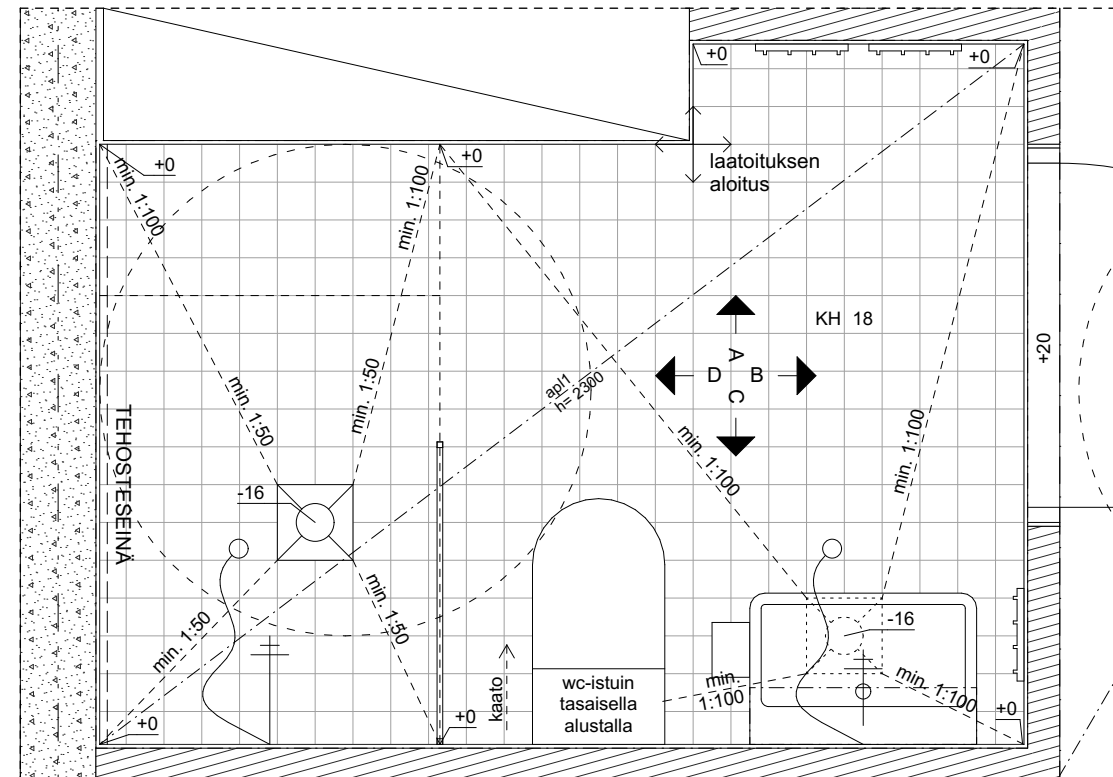 +0
+0
+0
+0
laatoituksen
aloitus
min. 1:100
min. 1:100
KH 18
+20
A
D B
C
apl1
h= 2300
min. 1:50
min. 1:50
min. 1:100
min. 1:100
TEHOSTESEINÄ
-16
min. 1:50
min. 1:50
-16
kaato
wc-istuin
tasaisella
alustalla
min.
1:100
min. 1:100
+0
+0
+0